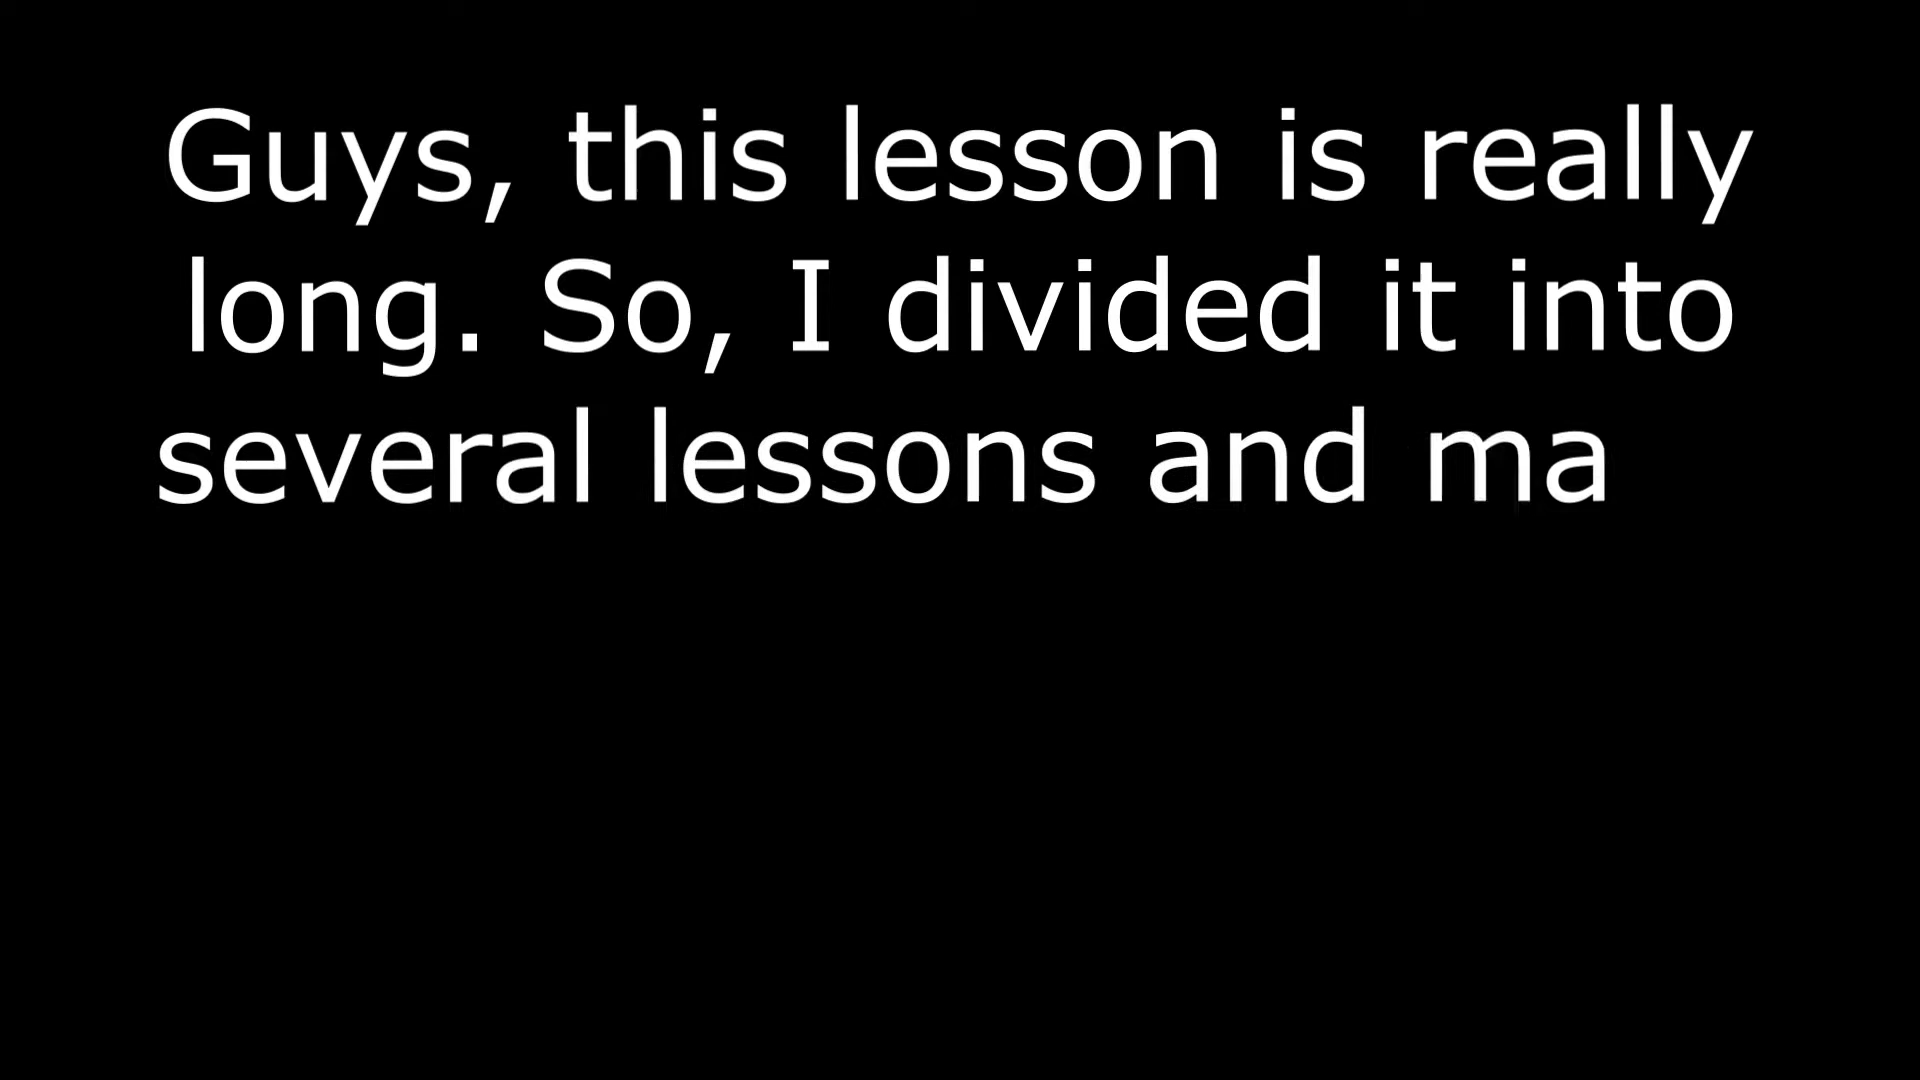 Guys, this lesson is really
long. So, I divided it into
several lessons and ma